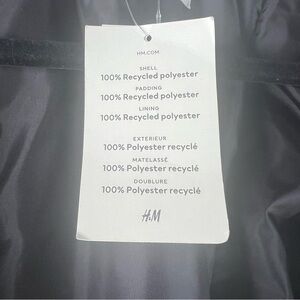 HM.COM
SHELL
100% Recycled polyester
PADDING
100% Recycled polyester
LINING
100% Recycled polyester
EXTERIEUR
100% Polyester recyclé
MATELASSÉ
100% Polyester recyclé
DOUBLURE
100% Polyester recyclé
H&M